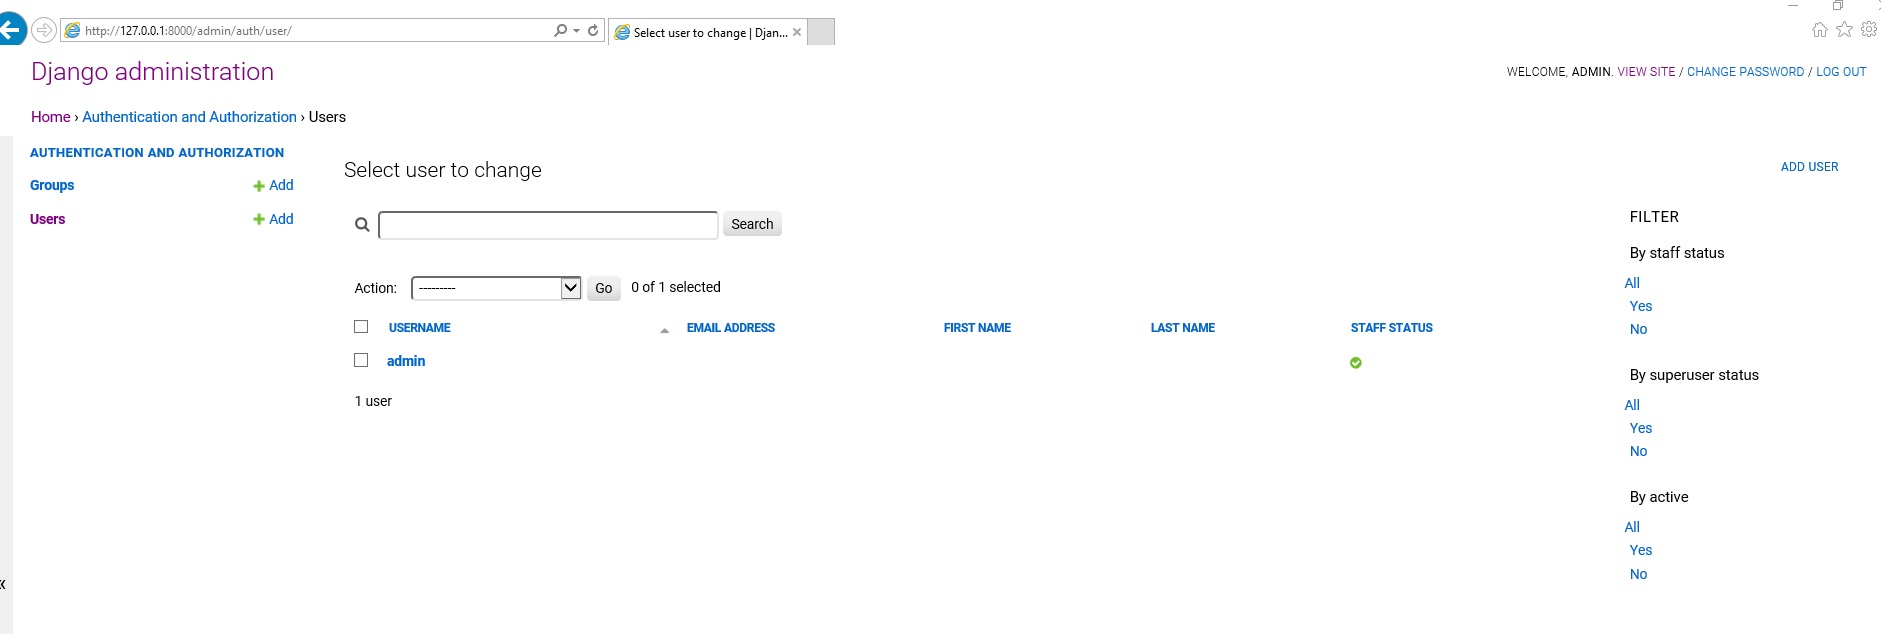 http://127.0.0.1:8000/admin/auth/user/
Select user to change | Djan...
Django administration
WELCOME, ADMIN. VIEW SITE / CHANGE PASSWORD / LOG OUT
Home › Authentication and Authorization › Users
AUTHENTICATION AND AUTHORIZATION
Groups + Add
Users + Add
Select user to change
ADD USER
Search
Action: --------- Go 0 of 1 selected
USERNAME EMAIL ADDRESS FIRST NAME LAST NAME STAFF STATUS
admin
1 user
FILTER
By staff status
All
Yes
No
By superuser status
All
Yes
No
By active
All
Yes
No
«